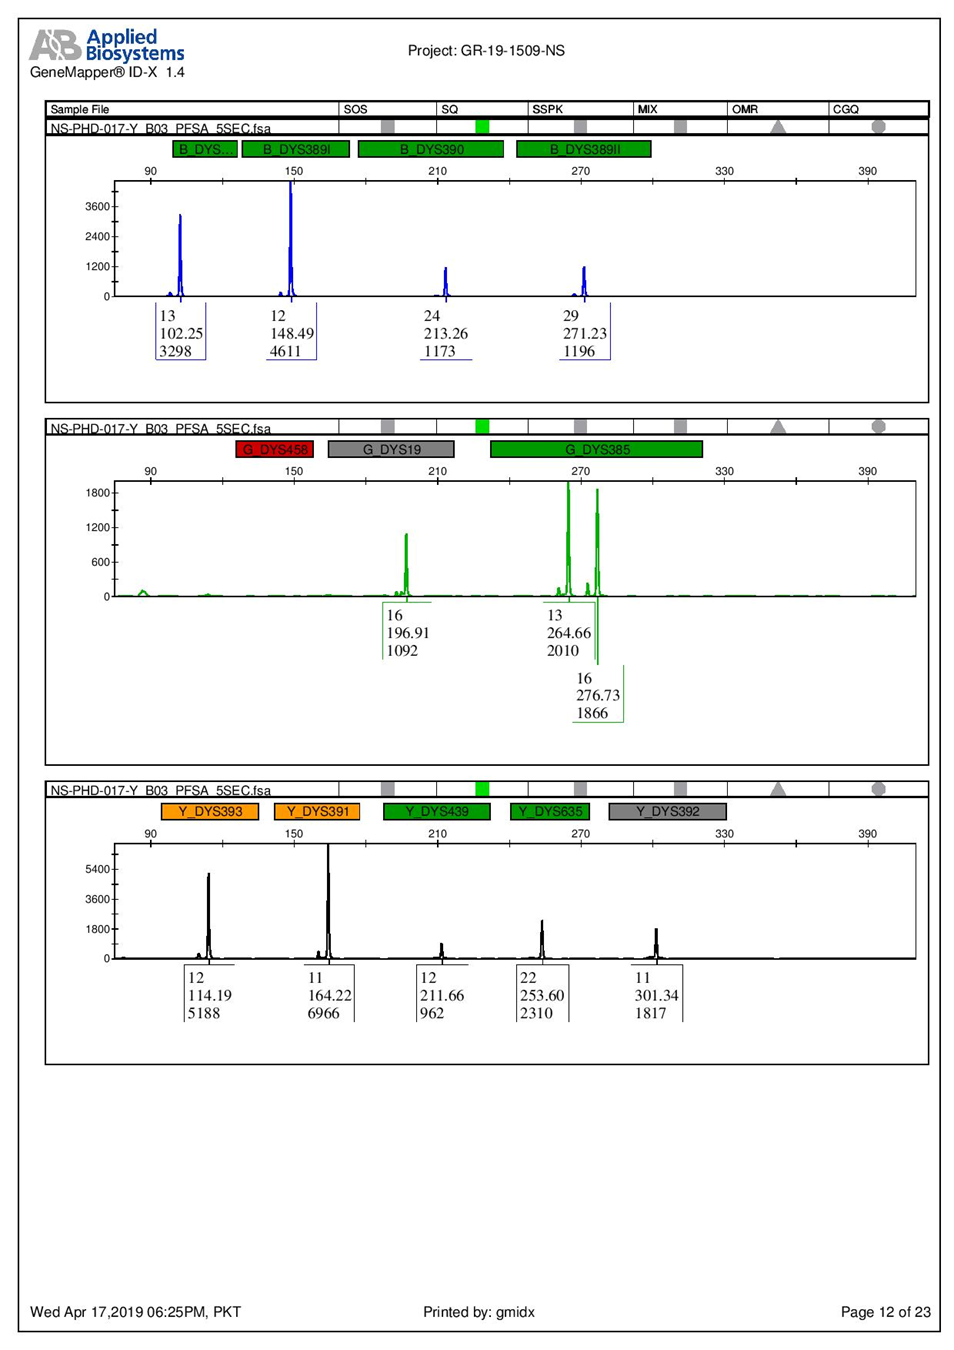 AB Applied
Biosystems
GeneMapper® ID-X 1.4
Project: GR-19-1509-NS
Sample File SOS SQ SSPK MIX OMR CGQ
NS-PHD-017-Y_B03_PFSA_5SEC.fsa
B_DYS... B_DYS389I B_DYS390 B_DYS389II
90 150 210 270 330 390
3600
2400
1200
0
13 12 24 29
102.25 148.49 213.26 271.23
3298 4611 1173 1196
NS-PHD-017-Y_B03_PFSA_5SEC.fsa
G_DYS458 G_DYS19 G_DYS385
90 150 210 270 330 390
1800
1200
600
0
16 13
196.91 264.66
1092 2010
16
276.73
1866
NS-PHD-017-Y_B03_PFSA_5SEC.fsa
Y_DYS393 Y_DYS391 Y_DYS439 Y_DYS635 Y_DYS392
90 150 210 270 330 390
5400
3600
1800
0
12 11 12 22 11
114.19 164.22 211.66 253.60 301.34
5188 6966 962 2310 1817
Wed Apr 17,2019 06:25PM, PKT Printed by: gmidx Page 12 of 23